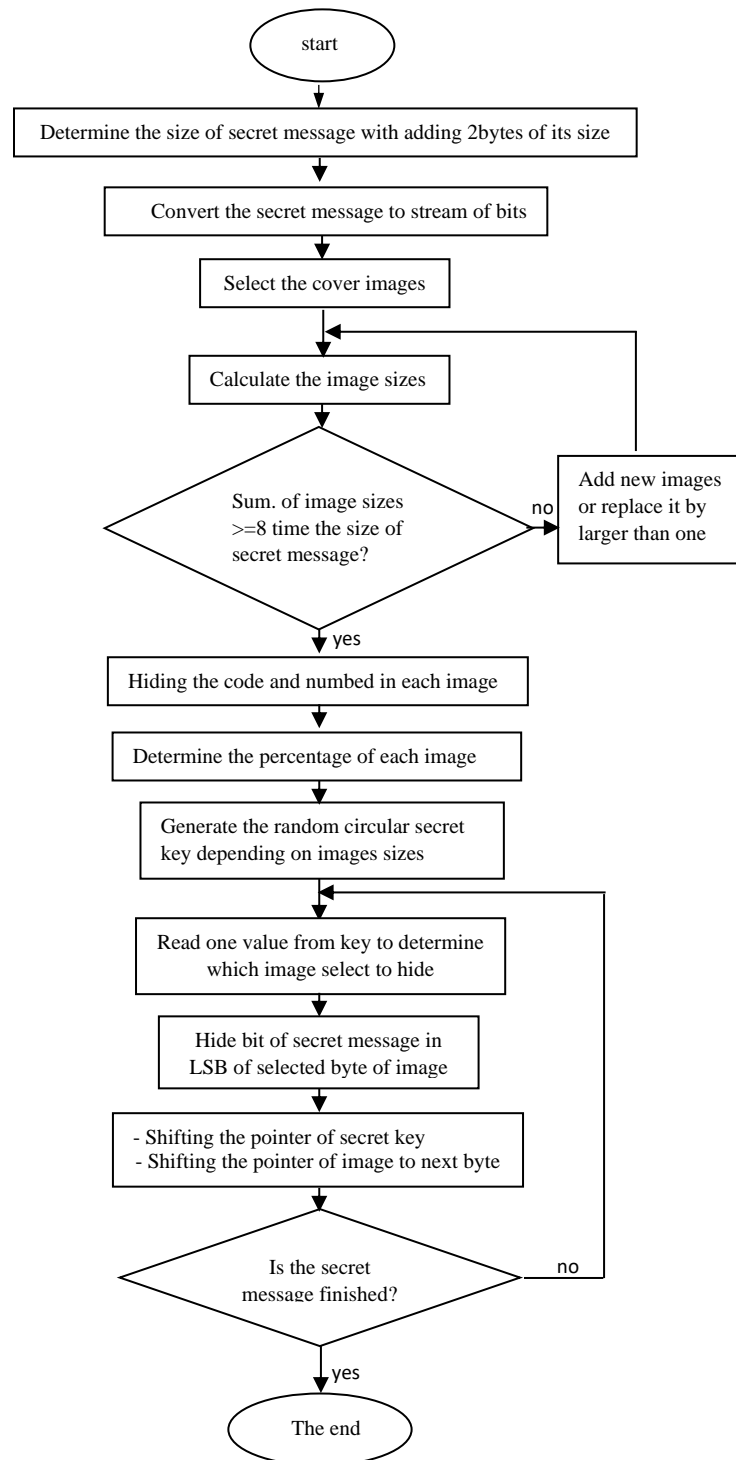 start
Determine the size of secret message with adding 2bytes of its size
Convert the secret message to stream of bits
Select the cover images
Calculate the image sizes
Sum. of image sizes
>=8 time the size of
secret message?
no
Add new images
or replace it by
larger than one
yes
Hiding the code and numbed in each image
Determine the percentage of each image
Generate the random circular secret
key depending on images sizes
Read one value from key to determine
which image select to hide
Hide bit of secret message in
LSB of selected byte of image
- Shifting the pointer of secret key
- Shifting the pointer of image to next byte
Is the secret
message finished?
no
yes
The end